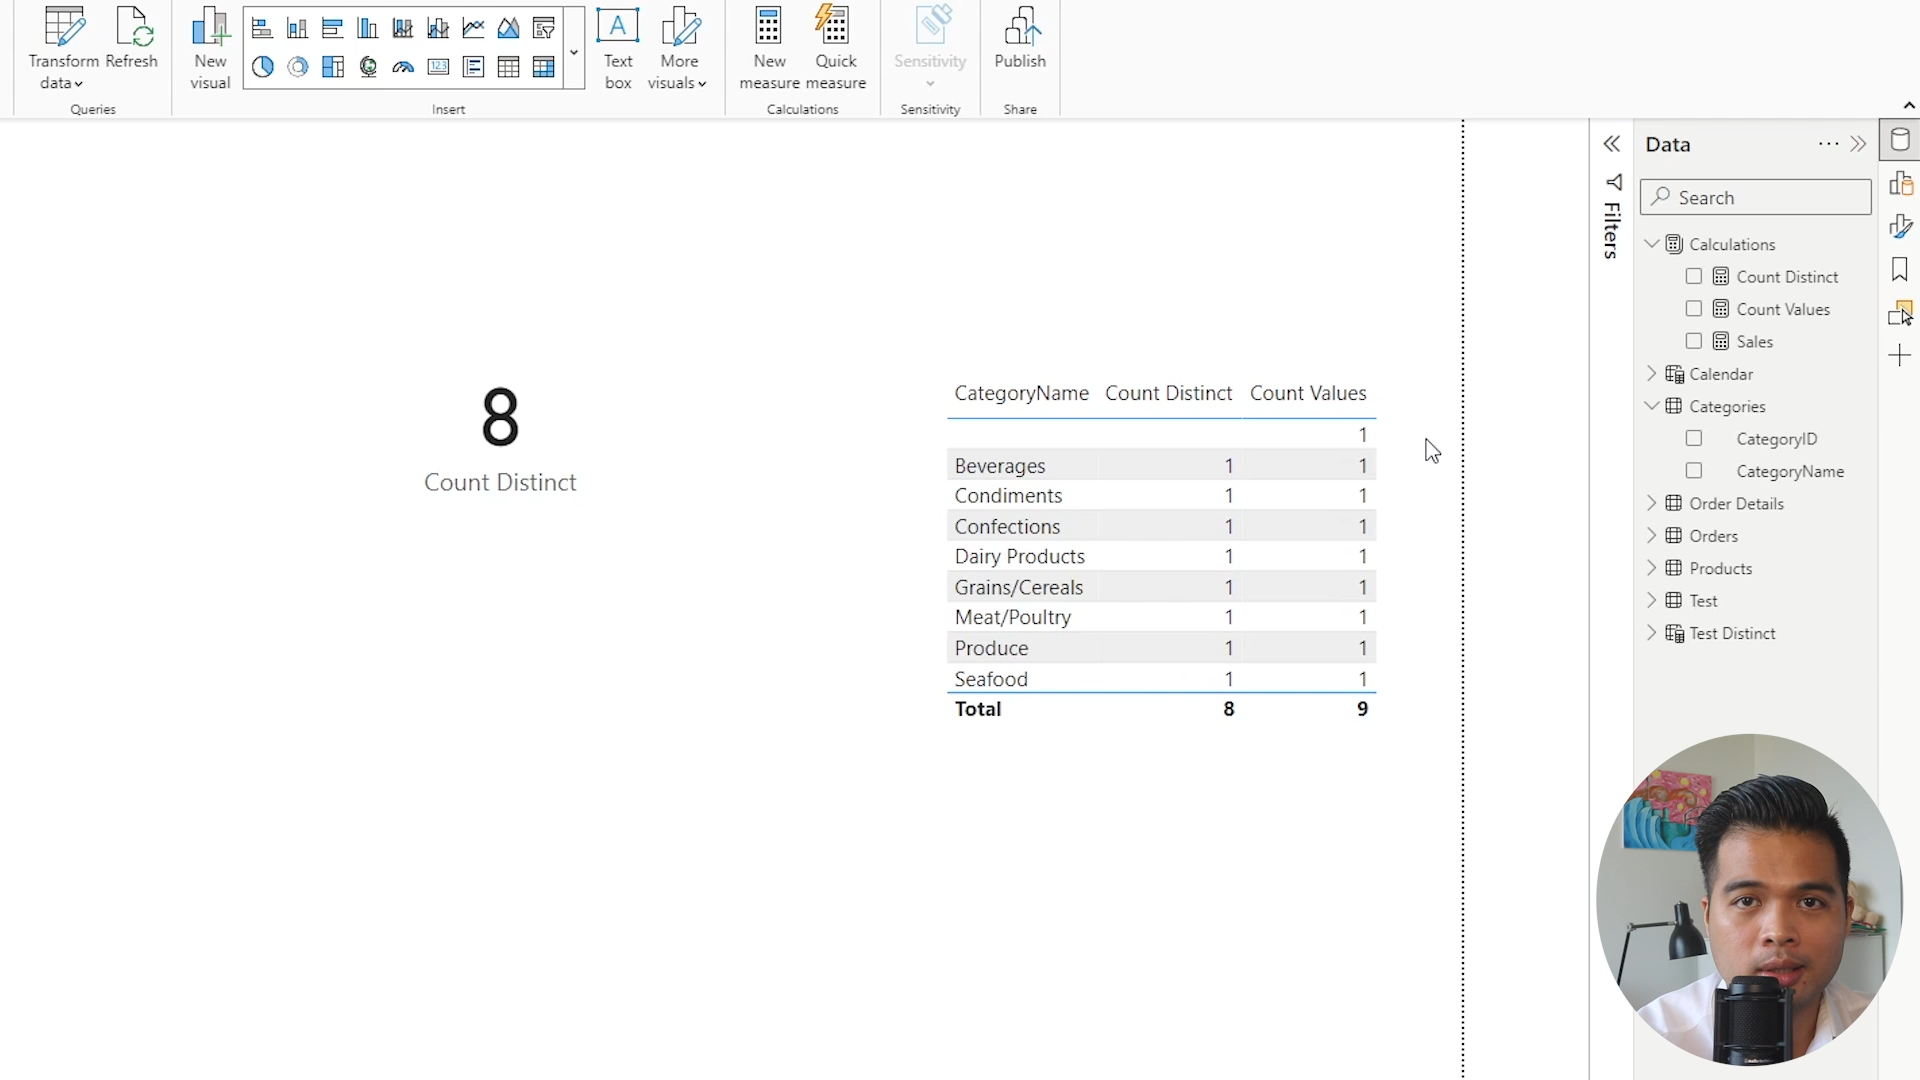 Transform data
Refresh
Queries
New visual
123
Insert
A
Text box
More visuals
New measure
Quick measure
Calculations
Sensitivity
Sensitivity
Publish
Share
8
Count Distinct
CategoryName Count Distinct Count Values
1
Beverages 1 1
Condiments 1 1
Confections 1 1
Dairy Products 1 1
Grains/Cereals 1 1
Meat/Poultry 1 1
Produce 1 1
Seafood 1 1
Total 8 9
Filters
Data
Search
Calculations
Count Distinct
Count Values
Sales
Calendar
Categories
CategoryID
CategoryName
Order Details
Orders
Products
Test
Test Distinct